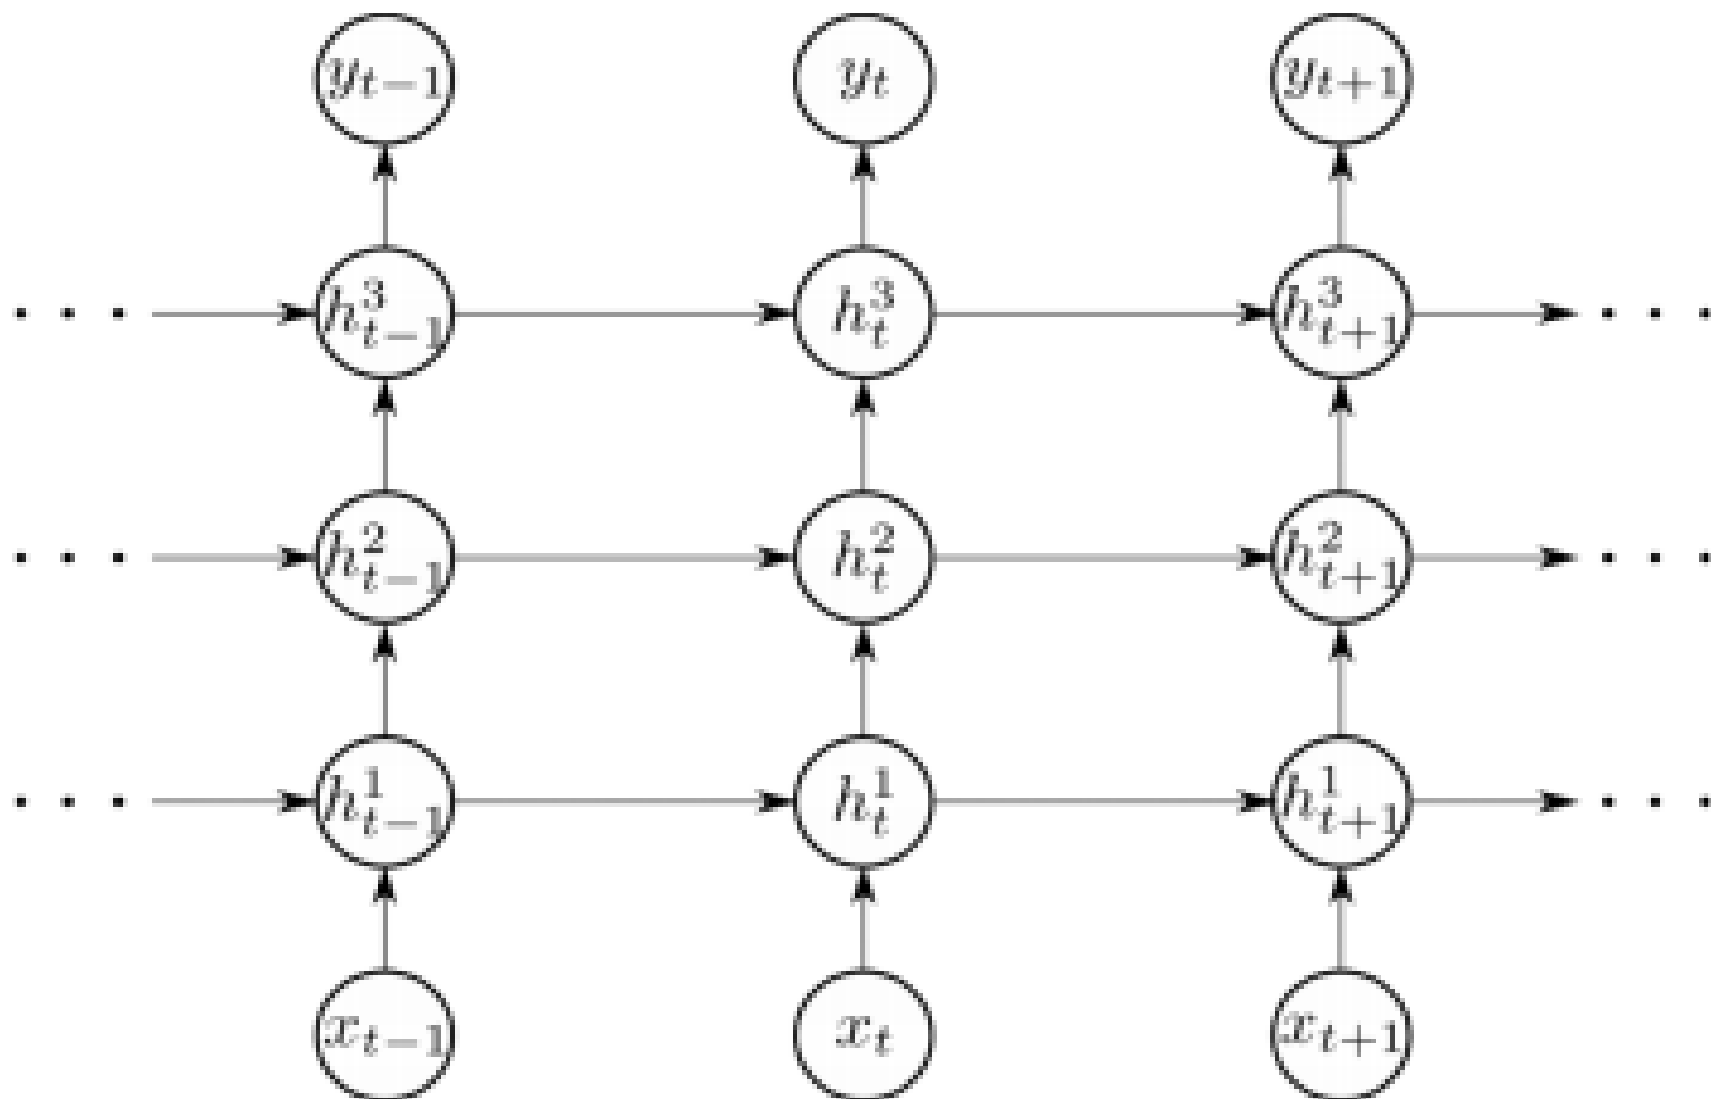 y_{t-1} y_t y_{t+1}
· · · h^3_{t-1} h^3_t h^3_{t+1} · · ·
· · · h^2_{t-1} h^2_t h^2_{t+1} · · ·
· · · h^1_{t-1} h^1_t h^1_{t+1} · · ·
x_{t-1} x_t x_{t+1}